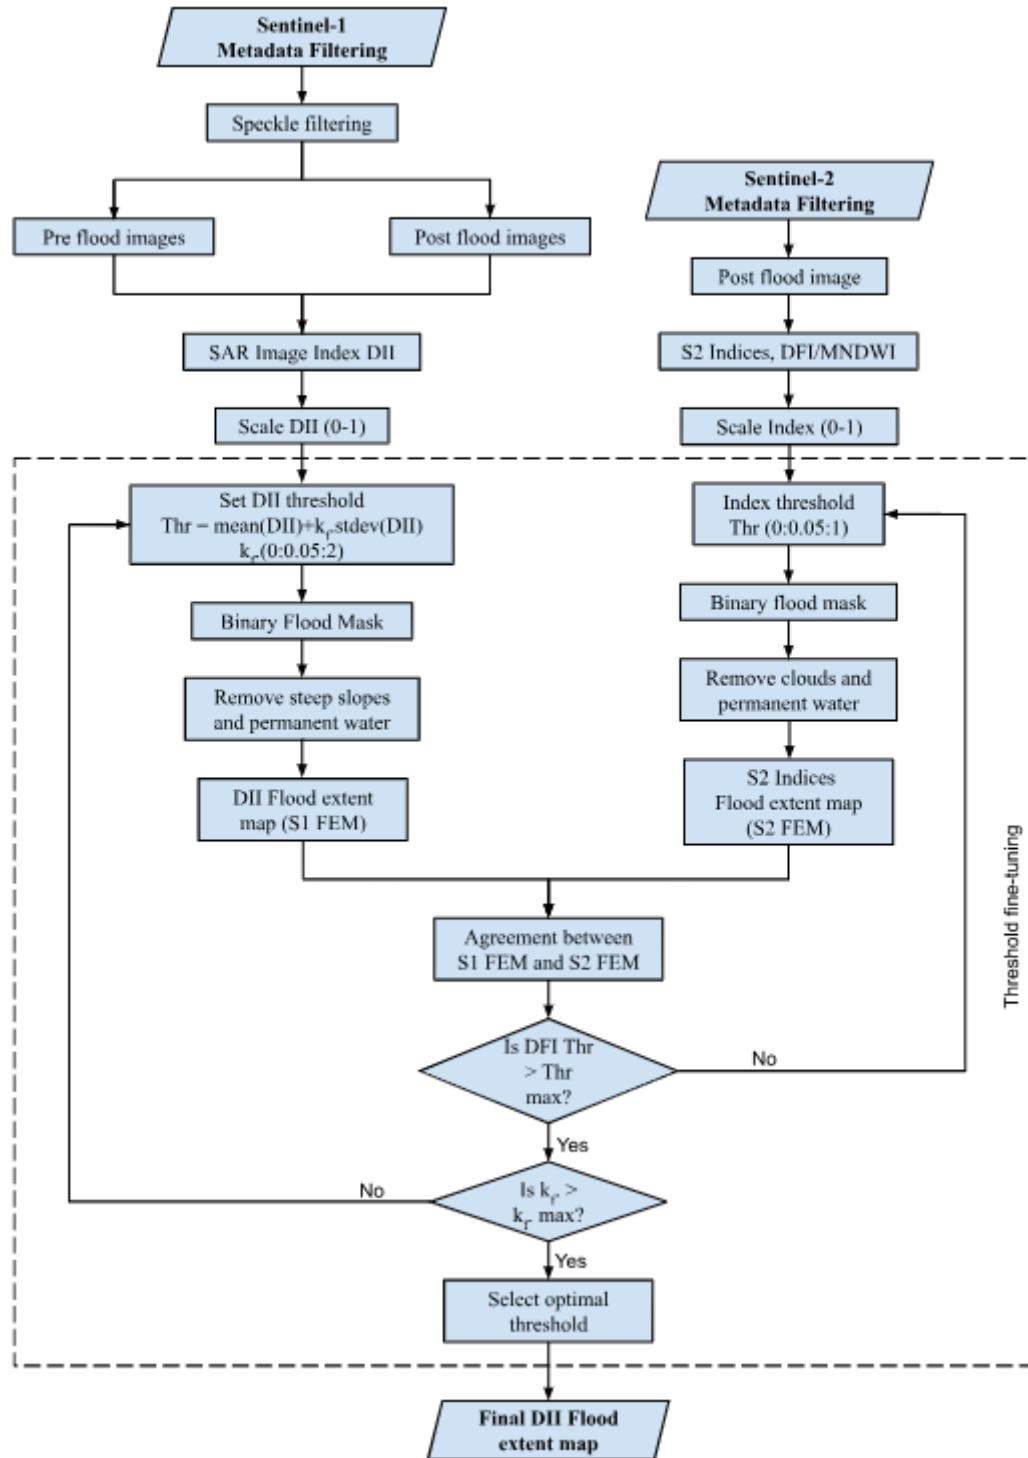 Sentinel-1
Metadata Filtering
Speckle filtering
Pre flood images
Post flood images
SAR Image Index DII
Scale DII (0-1)
Sentinel-2
Metadata Filtering
Post flood image
S2 Indices, DFI/MNDWI
Scale Index (0-1)
Set DII threshold
Thr = mean(DII)+k_f.stdev(DII)
k_f.(0:0.05:2)
Binary Flood Mask
Remove steep slopes
and permanent water
DII Flood extent
map (S1 FEM)
Index threshold
Thr (0:0.05:1)
Binary flood mask
Remove clouds and
permanent water
S2 Indices
Flood extent map
(S2 FEM)
Threshold fine-tuning
Agreement between
S1 FEM and S2 FEM
Is DFI Thr
> Thr
max?
No
Yes
Is k_f. >
k_f. max?
No
Yes
Select optimal
threshold
Final DII Flood
extent map